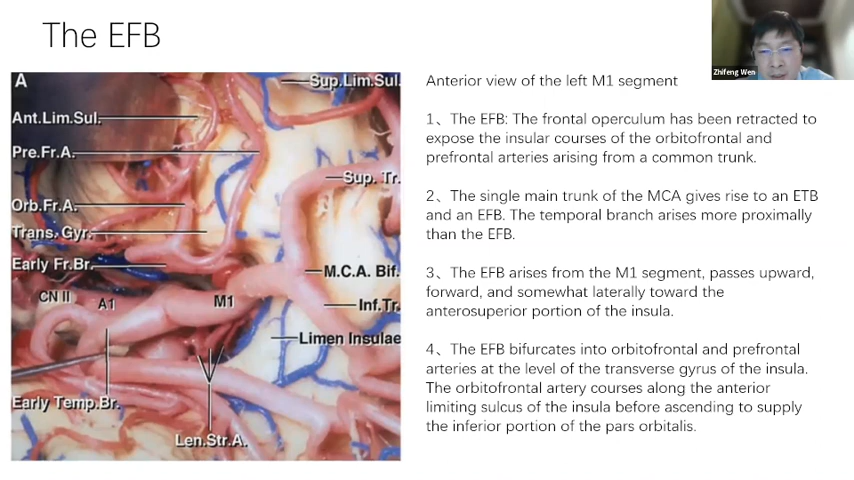 The EFB
Zhifeng Wen
A
Sup.Lim.Sul.
Ant.Lim.Sul.
Pre.Fr.A.
Sup. Tr.
Orb.Fr.A.
Trans. Gyr.
Early Fr.Br.
M.C.A. Bif.
CN II
A1
M1
Inf.Tr.
Limen Insulae
Early Temp.Br.
Len.Str.A.
Anterior view of the left M1 segment
1、The EFB: The frontal operculum has been retracted to
expose the insular courses of the orbitofrontal and
prefrontal arteries arising from a common trunk.
2、The single main trunk of the MCA gives rise to an ETB
and an EFB. The temporal branch arises more proximally
than the EFB.
3、The EFB arises from the M1 segment, passes upward,
forward, and somewhat laterally toward the
anterosuperior portion of the insula.
4、The EFB bifurcates into orbitofrontal and prefrontal
arteries at the level of the transverse gyrus of the insula.
The orbitofrontal artery courses along the anterior
limiting sulcus of the insula before ascending to supply
the inferior portion of the pars orbitalis.